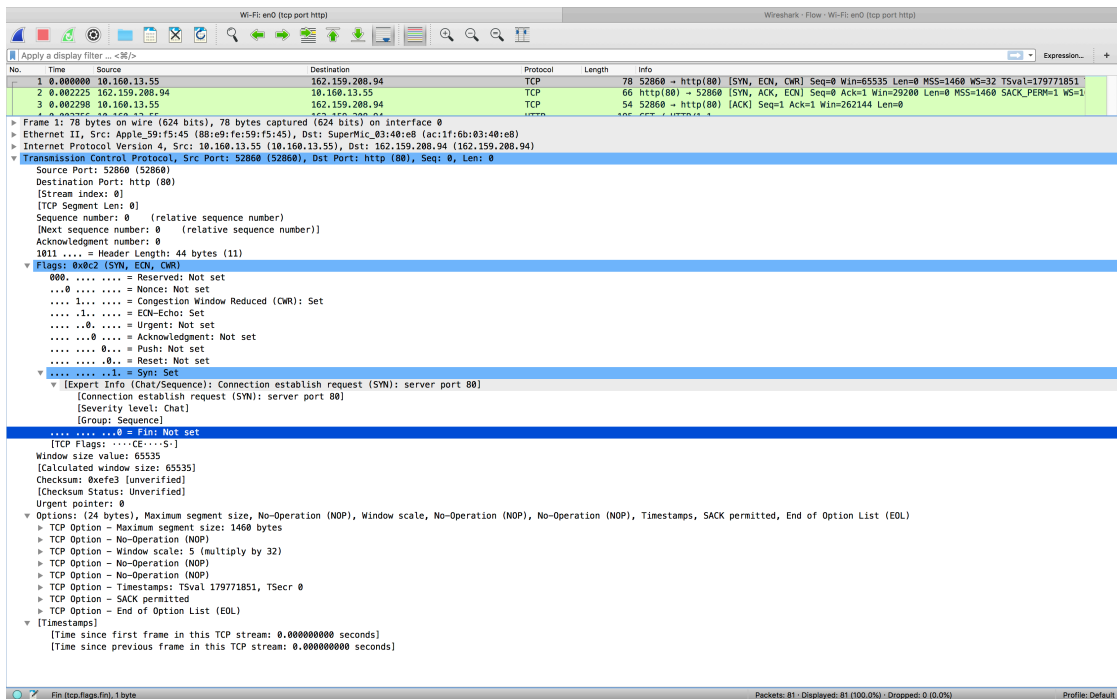 Wi-Fi: en0 (tcp port http)
Wireshark · Flow · Wi-Fi: en0 (tcp port http)
Apply a display filter ... <⌘/>
Expression... +
No. Time Source Destination Protocol Length Info
1 0.000000 10.160.13.55 162.159.208.94 TCP 78 52860 → http(80) [SYN, ECN, CWR] Seq=0 Win=65535 Len=0 MSS=1460 WS=32 TSval=179771851
2 0.002225 162.159.208.94 10.160.13.55 TCP 66 http(80) → 52860 [SYN, ACK, ECN] Seq=0 Ack=1 Win=29200 Len=0 MSS=1460 SACK_PERM=1 WS=1
3 0.002298 10.160.13.55 162.159.208.94 TCP 54 52860 → http(80) [ACK] Seq=1 Ack=1 Win=262144 Len=0
Frame 1: 78 bytes on wire (624 bits), 78 bytes captured (624 bits) on interface 0
Ethernet II, Src: Apple_59:f5:45 (88:e9:fe:59:f5:45), Dst: SuperMic_03:40:e8 (ac:1f:6b:03:40:e8)
Internet Protocol Version 4, Src: 10.160.13.55 (10.160.13.55), Dst: 162.159.208.94 (162.159.208.94)
Transmission Control Protocol, Src Port: 52860 (52860), Dst Port: http (80), Seq: 0, Len: 0
Source Port: 52860 (52860)
Destination Port: http (80)
[Stream index: 0]
[TCP Segment Len: 0]
Sequence number: 0 (relative sequence number)
[Next sequence number: 0 (relative sequence number)]
Acknowledgment number: 0
1011 .... = Header Length: 44 bytes (11)
Flags: 0x0c2 (SYN, ECN, CWR)
000. .... .... = Reserved: Not set
...0 .... .... = Nonce: Not set
.... 1... .... = Congestion Window Reduced (CWR): Set
.... .1.. .... = ECN-Echo: Set
.... ..0. .... = Urgent: Not set
.... ...0 .... = Acknowledgment: Not set
.... .... 0... = Push: Not set
.... .... .0.. = Reset: Not set
.... .... ..1. = Syn: Set
[Expert Info (Chat/Sequence): Connection establish request (SYN): server port 80]
[Connection establish request (SYN): server port 80]
[Severity level: Chat]
[Group: Sequence]
.... .... ...0 = Fin: Not set
[TCP Flags: ····CE····S·]
Window size value: 65535
[Calculated window size: 65535]
Checksum: 0xefe3 [unverified]
[Checksum Status: Unverified]
Urgent pointer: 0
Options: (24 bytes), Maximum segment size, No-Operation (NOP), Window scale, No-Operation (NOP), No-Operation (NOP), Timestamps, SACK permitted, End of Option List (EOL)
TCP Option - Maximum segment size: 1460 bytes
TCP Option - No-Operation (NOP)
TCP Option - Window scale: 5 (multiply by 32)
TCP Option - No-Operation (NOP)
TCP Option - No-Operation (NOP)
TCP Option - Timestamps: TSval 179771851, TSecr 0
TCP Option - SACK permitted
TCP Option - End of Option List (EOL)
[Timestamps]
[Time since first frame in this TCP stream: 0.000000000 seconds]
[Time since previous frame in this TCP stream: 0.000000000 seconds]
Fin (tcp.flags.fin), 1 byte
Packets: 81 · Displayed: 81 (100.0%) · Dropped: 0 (0.0%)
Profile: Default